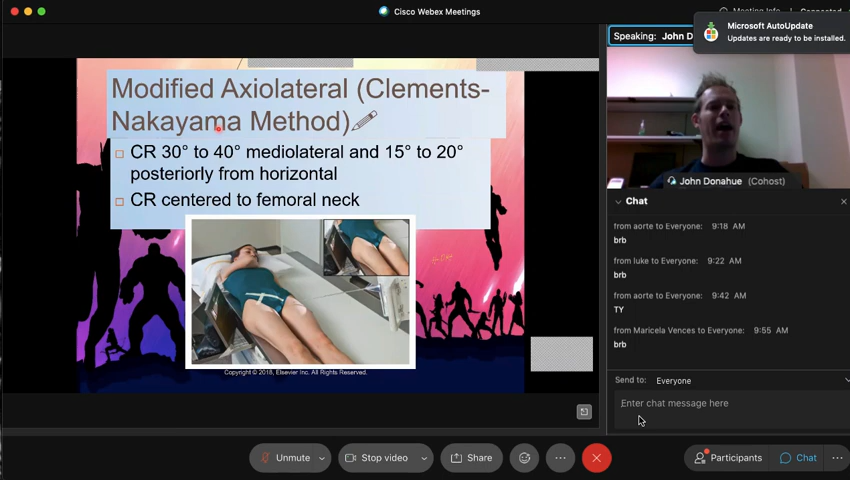 Cisco Webex Meetings
Meeting Info
Connected
Microsoft AutoUpdate
Updates are ready to be installed.
Speaking: John D
Modified Axiolateral (Clements-
Nakayama Method)
CR 30° to 40° mediolateral and 15° to 20°
posteriorly from horizontal
CR centered to femoral neck
Copyright © 2018, Elsevier Inc. All Rights Reserved.
John Donahue (Cohost)
Chat
from aorte to Everyone: 9:18 AM
brb
from luke to Everyone: 9:22 AM
brb
from aorte to Everyone: 9:42 AM
TY
from Maricela Vences to Everyone: 9:55 AM
brb
Send to: Everyone
Enter chat message here
Unmute
Stop video
Share
Participants
Chat